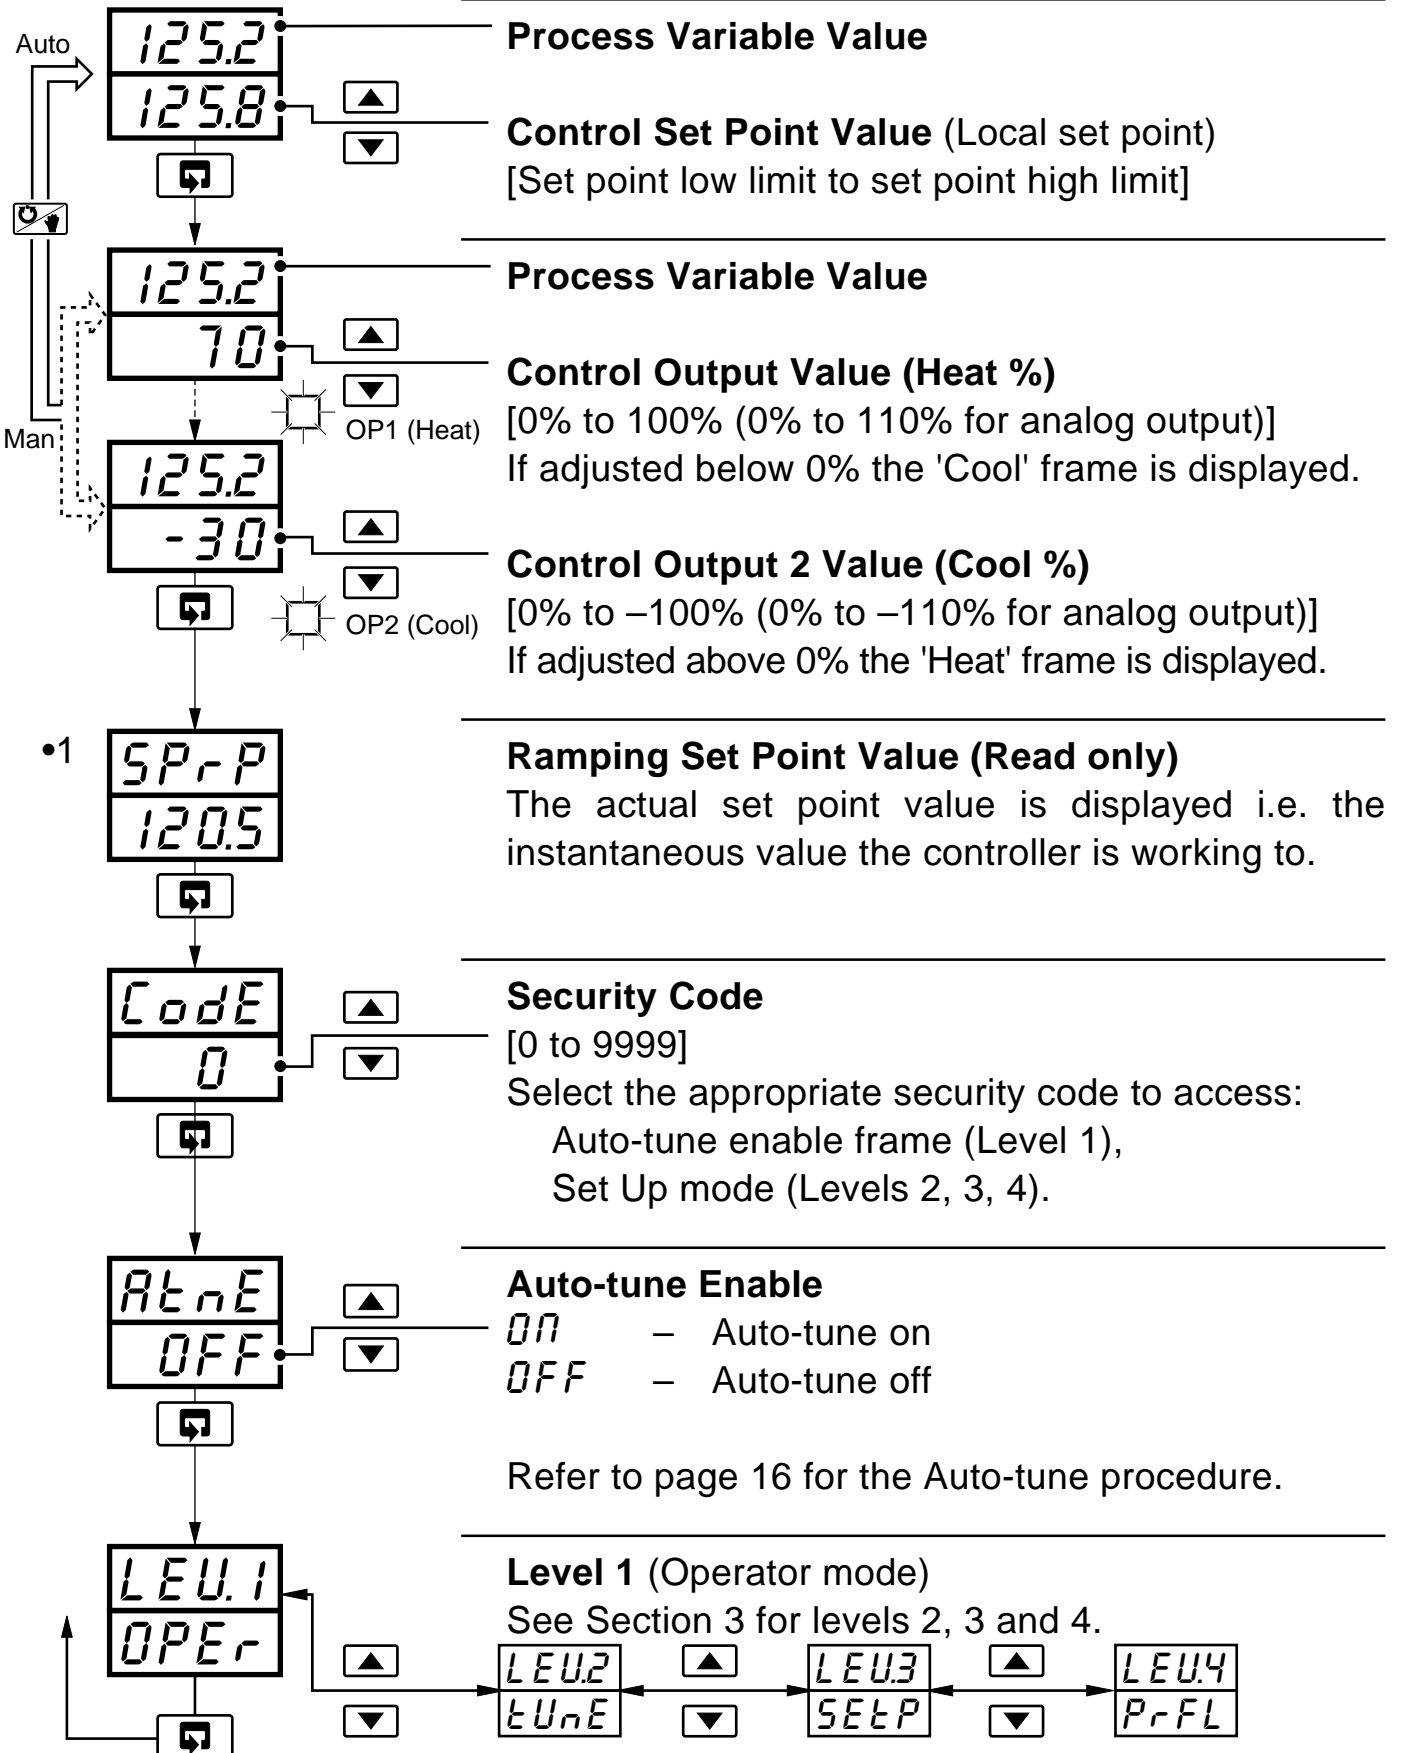 Auto
125.2
125.8
Process Variable Value
Control Set Point Value (Local set point)
[Set point low limit to set point high limit]
125.2
70
Process Variable Value
Control Output Value (Heat %)
[0% to 100% (0% to 110% for analog output)]
If adjusted below 0% the 'Cool' frame is displayed.
OP1 (Heat)
Man
125.2
-30
Control Output 2 Value (Cool %)
[0% to –100% (0% to –110% for analog output)]
If adjusted above 0% the 'Heat' frame is displayed.
OP2 (Cool)
•1
SPrP
120.5
Ramping Set Point Value (Read only)
The actual set point value is displayed i.e. the
instantaneous value the controller is working to.
CodE
0
Security Code
[0 to 9999]
Select the appropriate security code to access:
Auto-tune enable frame (Level 1),
Set Up mode (Levels 2, 3, 4).
AtnE
OFF
Auto-tune Enable
On – Auto-tune on
OFF – Auto-tune off
Refer to page 16 for the Auto-tune procedure.
LEU.1
OPEr
Level 1 (Operator mode)
See Section 3 for levels 2, 3 and 4.
LEU.2
tUnE
LEU.3
SEtP
LEU.4
PrFL